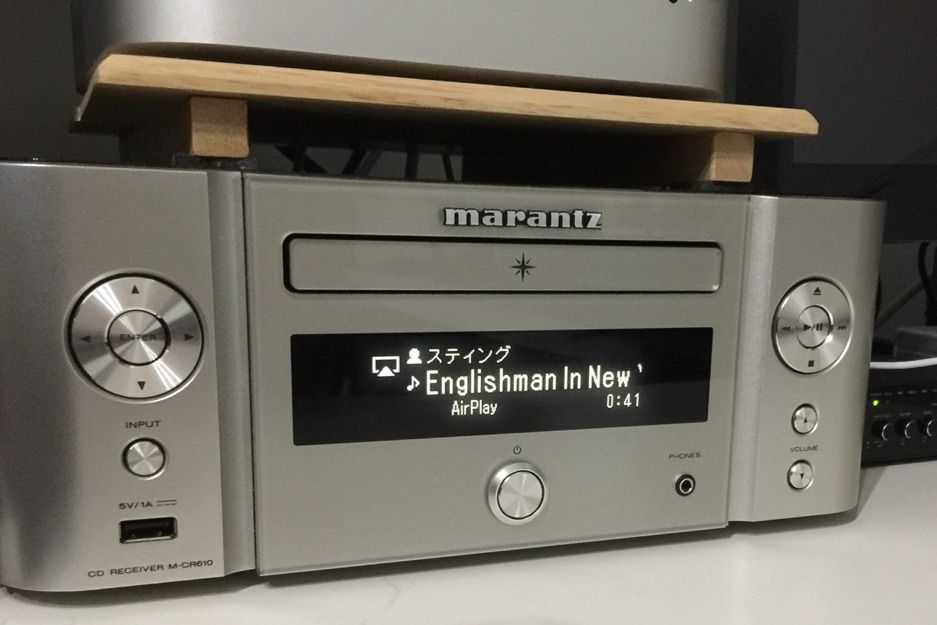 marantz
ENTER
INPUT
5V/1A
CD RECEIVER M-CR610
スティング
Englishman In New '
AirPlay
0:41
PHONES
VOLUME